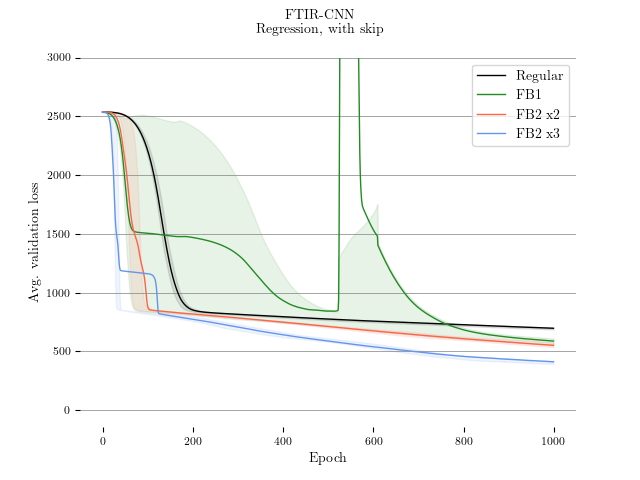 FTIR-CNN
Regression, with skip
3000
2500
2000
1500
1000
500
0
Avg. validation loss
Regular
FB1
FB2 x2
FB2 x3
0 200 400 600 800 1000
Epoch